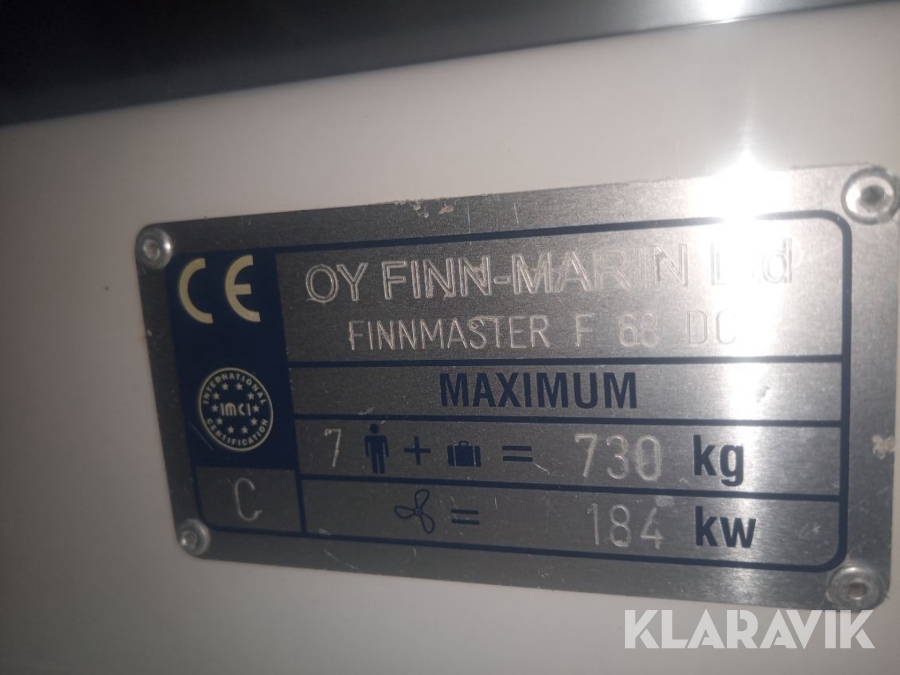 CE
OY FINN-MARIN Ltd
FINNMASTER F 68 DC
MAXIMUM
INTERNATIONAL
IMCI
CERTIFICATION
7 + = 730 kg
C
= 184 kw
KLARAVIK